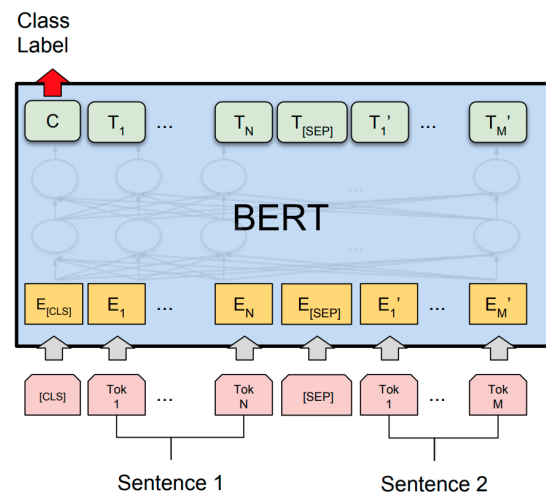 Class
Label
C T1 ... TN T[SEP] T1' ... TM'
...
BERT
...
E[CLS] E1 ... EN E[SEP] E1' ... EM'
[CLS] Tok 1 ... Tok N [SEP] Tok 1 ... Tok M
Sentence 1 Sentence 2